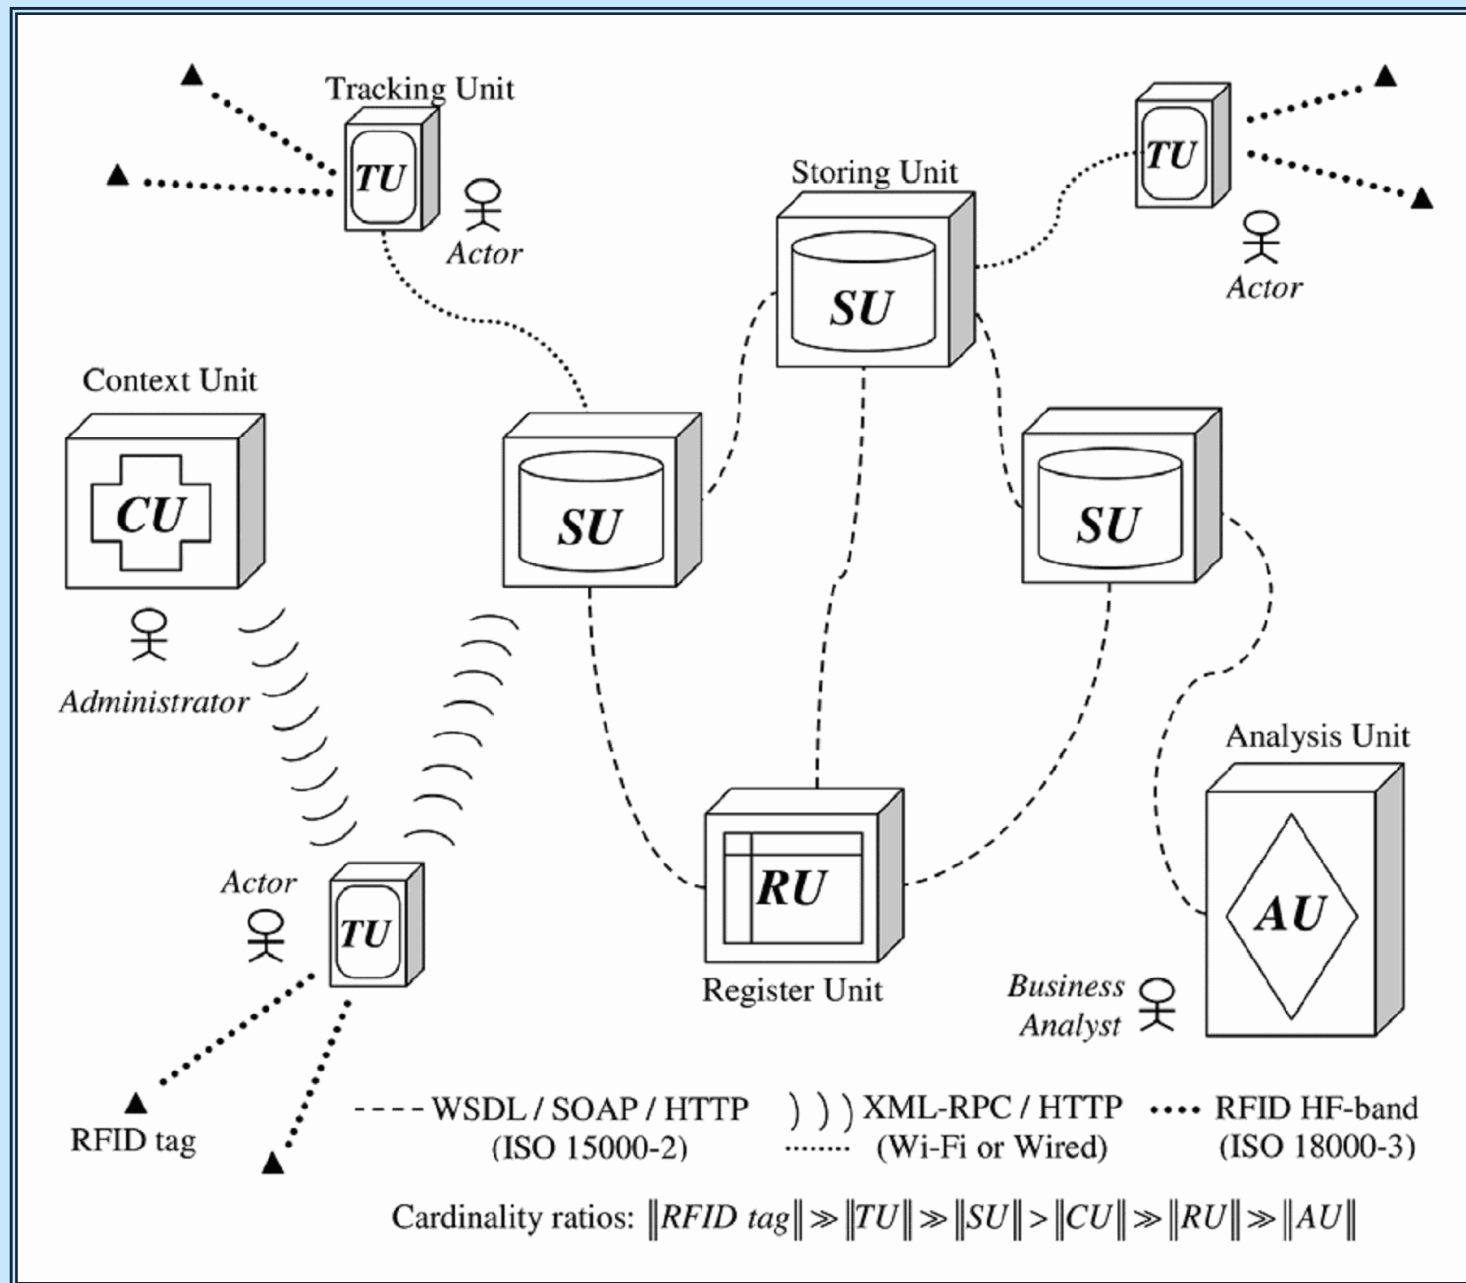 Tracking Unit
TU
Actor
Storing Unit
SU
TU
Actor
Context Unit
CU
Administrator
SU
SU
Actor
TU
RU
Register Unit
Analysis Unit
AU
Business
Analyst
RFID tag
WSDL / SOAP / HTTP
(ISO 15000-2)
XML-RPC / HTTP
(Wi-Fi or Wired)
RFID HF-band
(ISO 18000-3)
Cardinality ratios: ||RFID tag|| ≫ ||TU|| ≫ ||SU|| > ||CU|| ≫ ||RU|| ≫ ||AU||